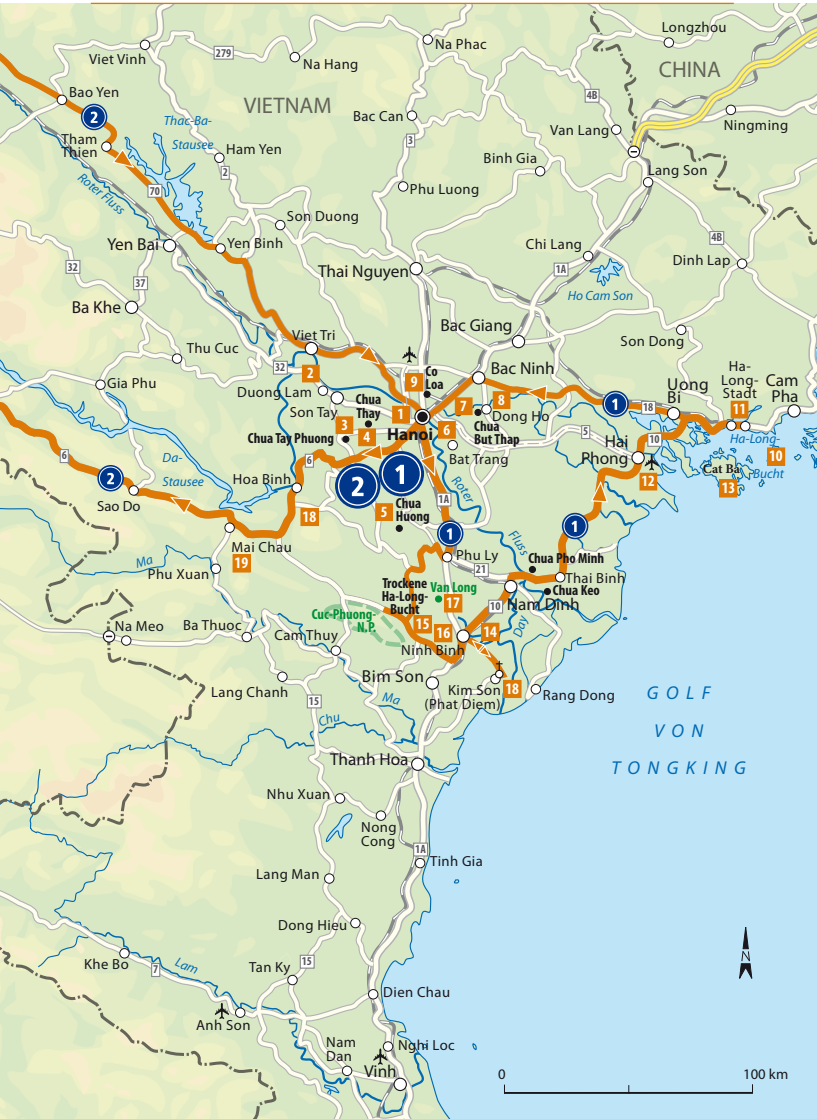 Longzhou
Na Phac
Viet Vinh
279
Na Hang
CHINA
Bao Yen
VIETNAM
4B
2
Thac-Ba-
Stausee
Bac Can
Van Lang
Ningming
Tham
Thien
Ham Yen
3
Binh Gia
2
Lang Son
70
Phu Luong
Roter Fluss
Son Duong
4B
Yen Bai
Yen Binh
Chi Lang
32
Thai Nguyen
1A
Dinh Lap
37
Ho Cam Son
Ba Khe
Bac Giang
Viet Tri
Son Dong
Thu Cuc
32
2
9
Co
Loa
Bac Ninh
Ha-
Long-
Stadt
Cam
Pha
Gia Phu
Duong Lam
Uong
Bi
Son Tay
Chua
Thay
1
7
8
1
18
11
3
Dong Ho
Chua Tay Phuong
4
Hanoi
6
Chua
But Thap
5
10
Ha-Long-
Bucht
10
Hai
Phong
6
Da-
Stausee
6
Bat Trang
Cat Ba
12
13
2
Hoa Binh
2
1
Roter
Fluss
Sao Do
18
5
Chua
Huong
1A
1
1
Mai Chau
19
Ma
Phu Xuan
Phu Ly
21
Chua Pho Minh
Thai Binh
Chua Keo
Trockene
Ha-Long-
Bucht
Van Long
17
10
Nam Dinh
Cuc-Phuong-
N.P.
Na Meo
Ba Thuoc
Cam Thuy
15
16
14
Day
Ninh Binh
Bim Son
Lang Chanh
Kim Son
(Phat Diem)
18
Rang Dong
15
Ma
Chu
GOLF
VON
TONGKING
Thanh Hoa
Nhu Xuan
Nong
Cong
1A
Tinh Gia
Lang Man
Dong Hieu
Khe Bo
7
Lam
Tan Ky
15
N
Dien Chau
Anh Son
Nam
Dan
Nghi Loc
Vinh
0
100 km